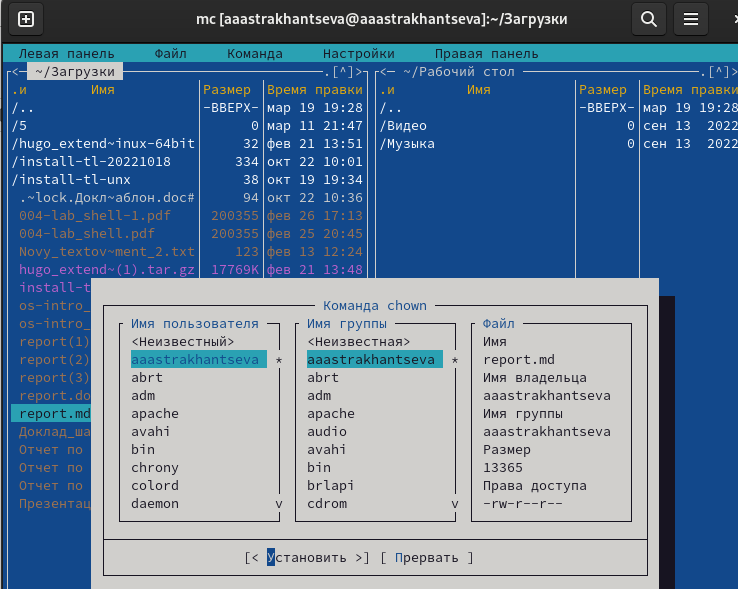 mc [aaastrakhantseva@aaastrakhantseva]:~/Загрузки
Левая панель Файл Команда Настройки Правая панель
<─ ~/Загрузки .[^]> <─ ~/Рабочий стол .[^]>
.и Имя Размер Время правки .и Имя Размер Время правки
/.. -ВВЕРХ- мар 19 19:28 /.. -ВВЕРХ- мар 19 19:28
/5 0 мар 11 21:47 /Видео 0 сен 13 2022
/hugo_extend~inux-64bit 32 фев 21 13:51 /Музыка 0 сен 13 2022
/install-tl-20221018 334 окт 22 10:01
/install-tl-unx 38 окт 19 19:34
.~lock.Докл~аблон.doc# 94 окт 22 10:36
004-lab_shell-1.pdf 200355 фев 26 17:13
004-lab_shell.pdf 200355 фев 25 20:45
Novy_textov~ment_2.txt 123 фев 13 12:24
hugo_extend~(1).tar.gz 17769K фев 21 13:48
install-t
os-intro_
os-intro_
report(1)
report(2)
report(3)
report.do
report.md
Доклад_ша
Отчет по
Отчет по
Отчет по
Презентац
Команда chown
Имя пользователя Имя группы Файл
<Неизвестный> <Неизвестная> Имя
aaastrakhantseva * aaastrakhantseva * report.md
abrt abrt Имя владельца
adm adm aaastrakhantseva
apache apache Имя группы
avahi audio aaastrakhantseva
bin avahi Размер
chrony bin 13365
colord brlapi Права доступа
daemon v cdrom v -rw-r--r--
[< Установить >] [ Прервать ]